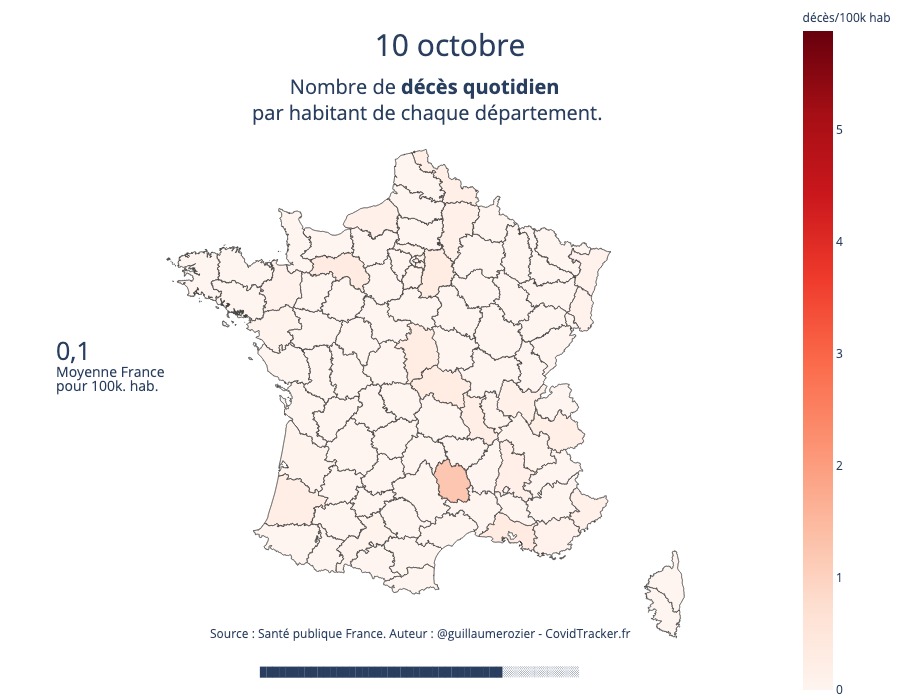 décès/100k hab
10 octobre
Nombre de décès quotidien
par habitant de chaque département.
5
4
0,1
Moyenne France
pour 100k. hab.
3
2
1
Source : Santé publique France. Auteur : @guillaumerozier - CovidTracker.fr
0